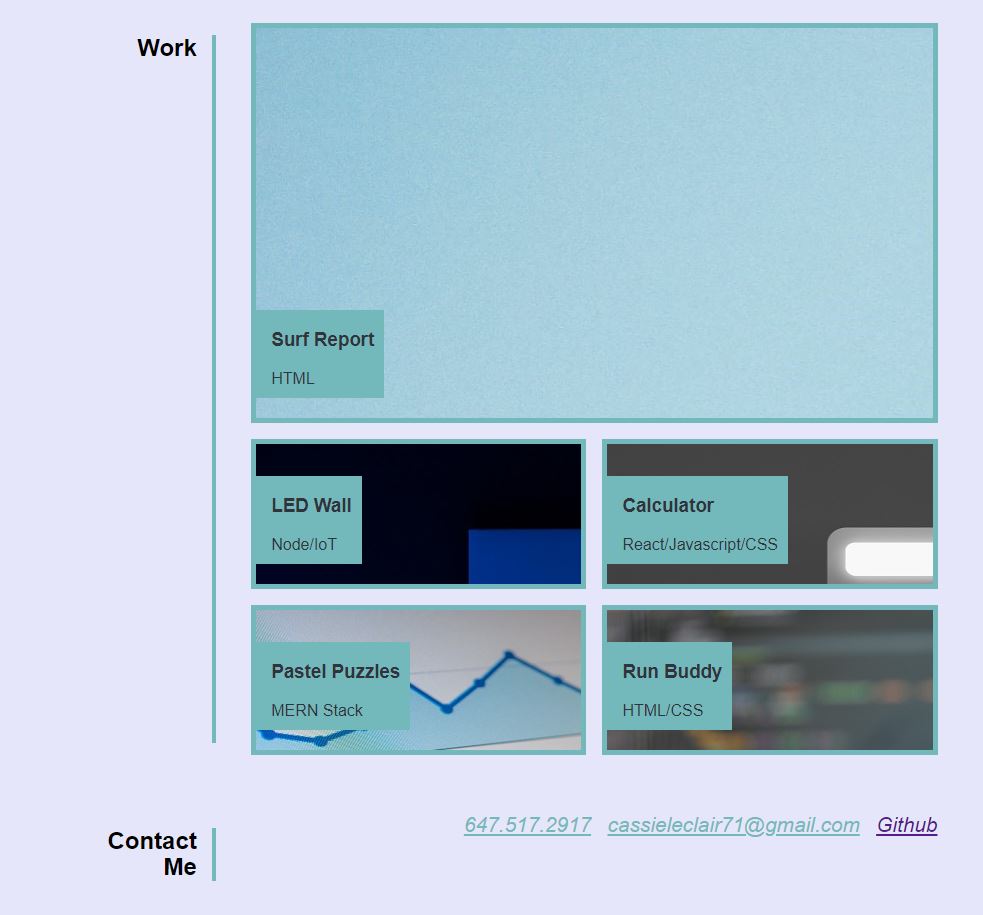 Work
Surf Report
HTML
LED Wall
Node/IoT
Calculator
React/Javascript/CSS
Pastel Puzzles
MERN Stack
Run Buddy
HTML/CSS
Contact
Me
647.517.2917 cassieleclair71@gmail.com Github